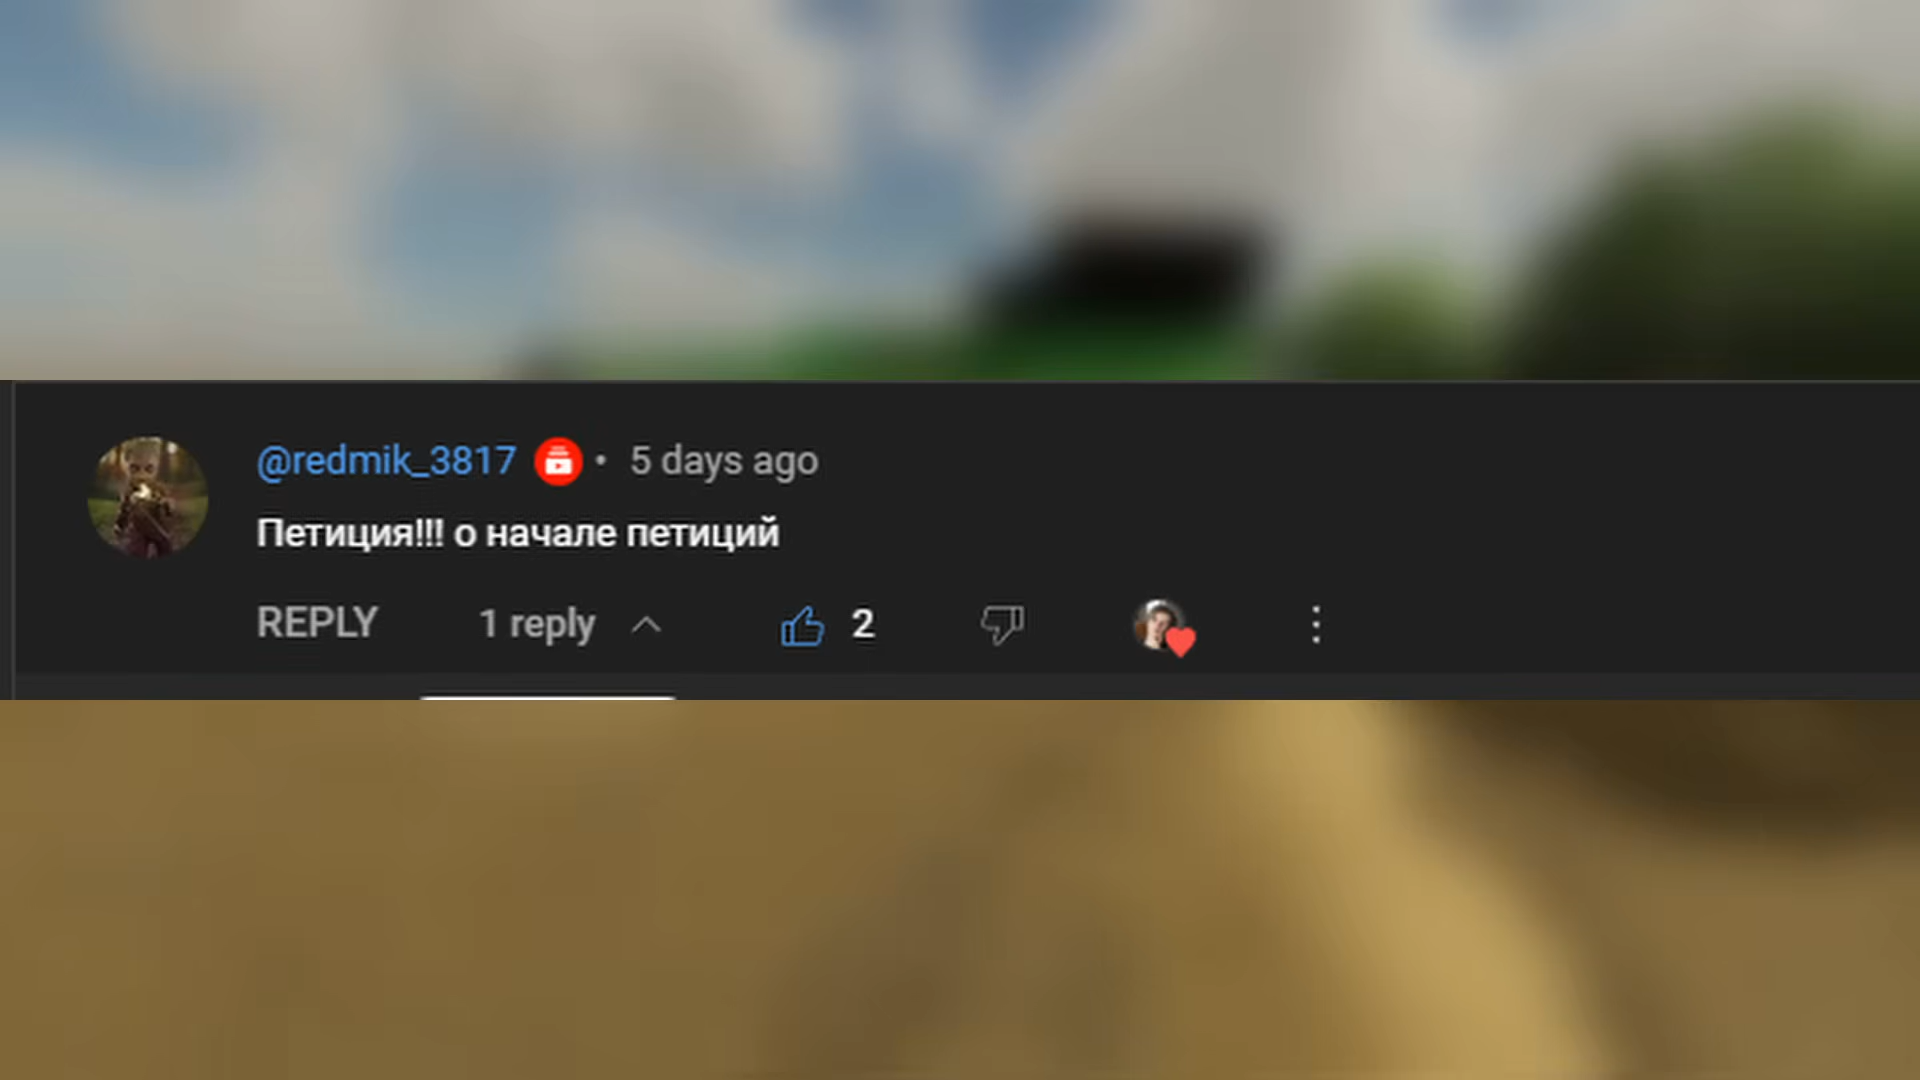 @redmik_3817 • 5 days ago
Петиция!!! о начале петиций
REPLY 1 reply 2